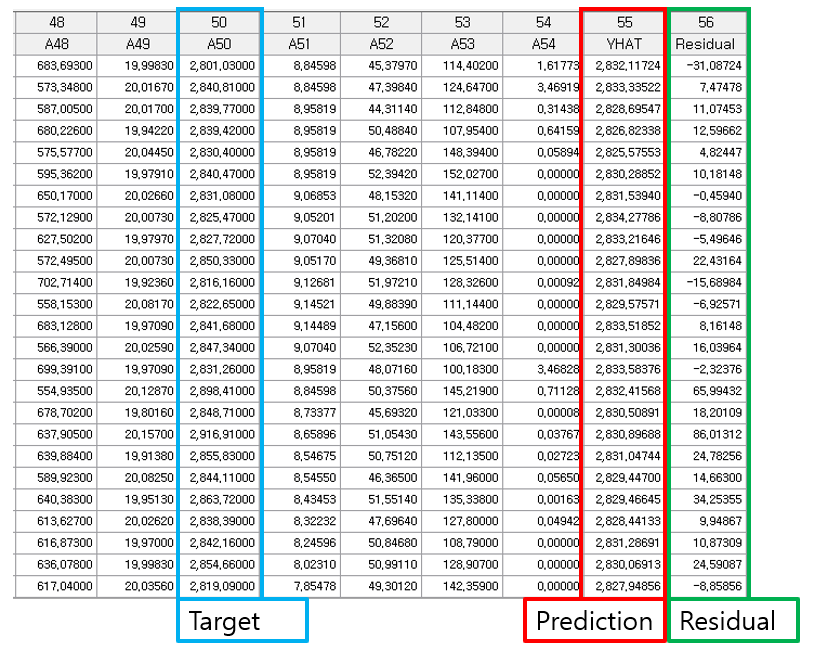 48 49 50 51 52 53 54 55 56
A48 A49 A50 A51 A52 A53 A54 YHAT Residual
683,69300 19,99830 2,801,03000 8,84598 45,37970 114,40200 1,61773 2,832,11724 -31,08724
573,34800 20,01670 2,840,81000 8,84598 47,39840 124,64700 3,46919 2,833,33522 7,47478
587,00500 20,01700 2,839,77000 8,95819 44,31140 112,84800 0,31438 2,828,69547 11,07453
680,22600 19,94220 2,839,42000 8,95819 50,48840 107,95400 0,64159 2,826,82338 12,59662
575,57700 20,04450 2,830,40000 8,95819 46,78220 148,39400 0,05894 2,825,57553 4,82447
595,36200 19,97910 2,840,47000 8,95819 52,39420 152,02700 0,00000 2,830,28852 10,18148
650,17000 20,02660 2,831,08000 9,06853 48,15320 141,11400 0,00000 2,831,53940 -0,45940
572,12900 20,00730 2,825,47000 9,05201 51,20200 132,14100 0,00000 2,834,27786 -8,80786
627,50200 19,97970 2,827,72000 9,07040 51,32080 120,37700 0,00000 2,833,21646 -5,49646
572,49500 20,00730 2,850,33000 9,05170 49,36810 125,51400 0,00000 2,827,89836 22,43164
702,71400 19,92360 2,816,16000 9,12681 51,97210 128,32600 0,00092 2,831,84984 -15,68984
558,15300 20,08170 2,822,65000 9,14521 49,88390 111,14400 0,00000 2,829,57571 -6,92571
683,12800 19,97090 2,841,68000 9,14489 47,15600 104,48200 0,00000 2,833,51852 8,16148
566,39000 20,02590 2,847,34000 9,07040 52,35230 106,72100 0,00000 2,831,30036 16,03964
699,39100 19,97090 2,831,26000 8,95819 48,07160 100,18300 3,46828 2,833,58376 -2,32376
554,93500 20,12870 2,898,41000 8,84598 50,37560 145,21900 0,71128 2,832,41568 65,99432
678,70200 19,80160 2,848,71000 8,73377 45,69320 121,03300 0,00008 2,830,50891 18,20109
637,90500 20,15700 2,916,91000 8,65896 51,05430 143,55600 0,03767 2,830,89688 86,01312
639,88400 19,91380 2,855,83000 8,54675 50,75120 112,13500 0,02723 2,831,04744 24,78256
589,92300 20,08250 2,844,11000 8,54550 46,36500 141,96000 0,05650 2,829,44700 14,66300
640,38300 19,95130 2,863,72000 8,43453 51,55140 135,33800 0,00163 2,829,46645 34,25355
613,62700 20,02620 2,838,39000 8,32232 47,69640 127,80000 0,04942 2,828,44133 9,94867
616,87300 19,97000 2,842,16000 8,24596 50,84680 108,79000 0,00000 2,831,28691 10,87309
636,07800 19,99830 2,854,66000 8,02310 50,99110 128,90700 0,00000 2,830,06913 24,59087
617,04000 20,03560 2,819,09000 7,85478 49,30120 142,35900 0,00000 2,827,94856 -8,85856
Target Prediction Residual